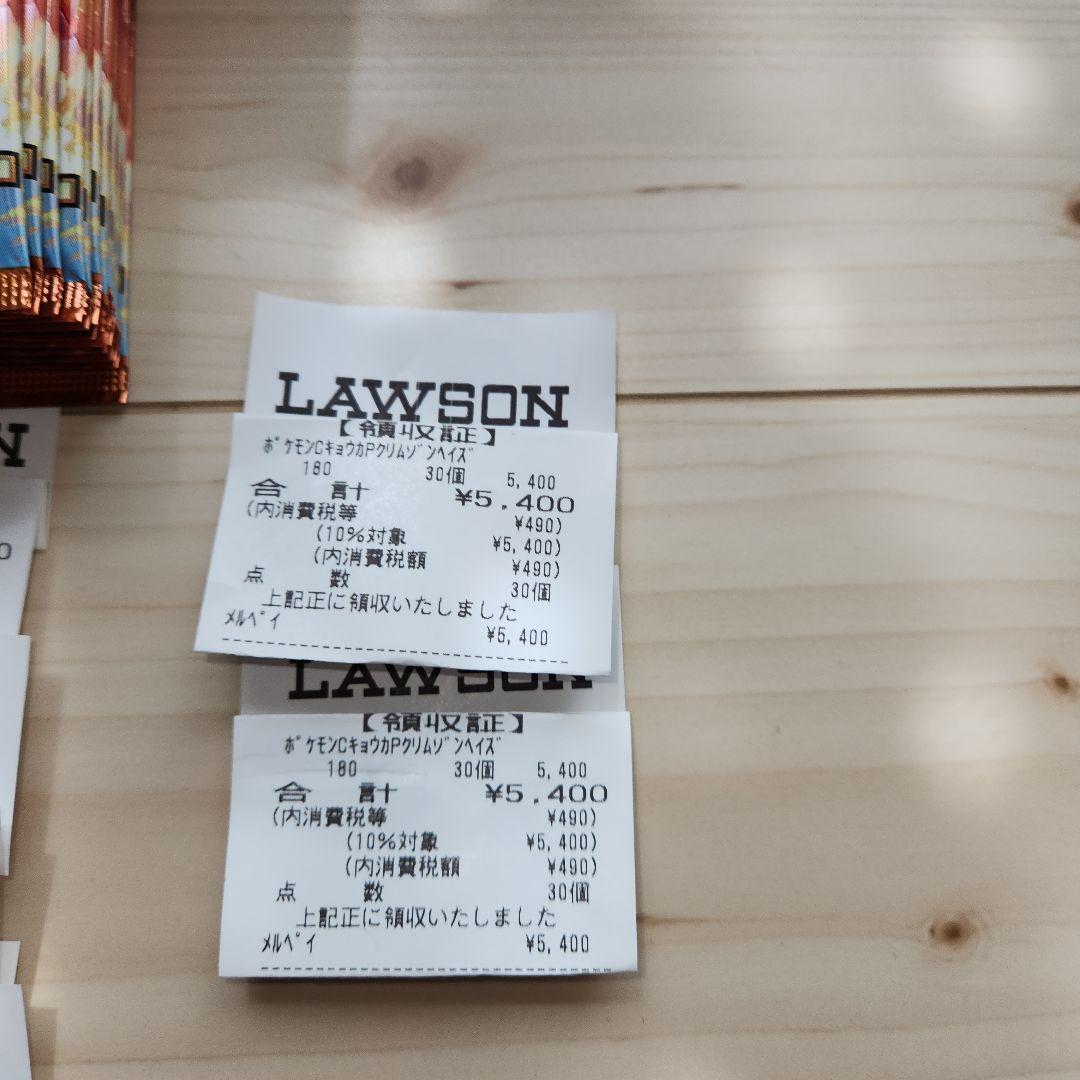 LAWSON
【領収証】
ポケモンCキョウカPクリムゾンヘイズ
180 30個 5,400
合 計 ¥5,400
(内消費税等 ¥490)
(10%対象 ¥5,400)
(内消費税額 ¥490)
点 数 30個
上記正に領収いたしました
メルペイ ¥5,400
LAWSON
【領収証】
ポケモンCキョウカPクリムゾンヘイズ
180 30個 5,400
合 計 ¥5,400
(内消費税等 ¥490)
(10%対象 ¥5,400)
(内消費税額 ¥490)
点 数 30個
上記正に領収いたしました
メルペイ ¥5,400
N
0